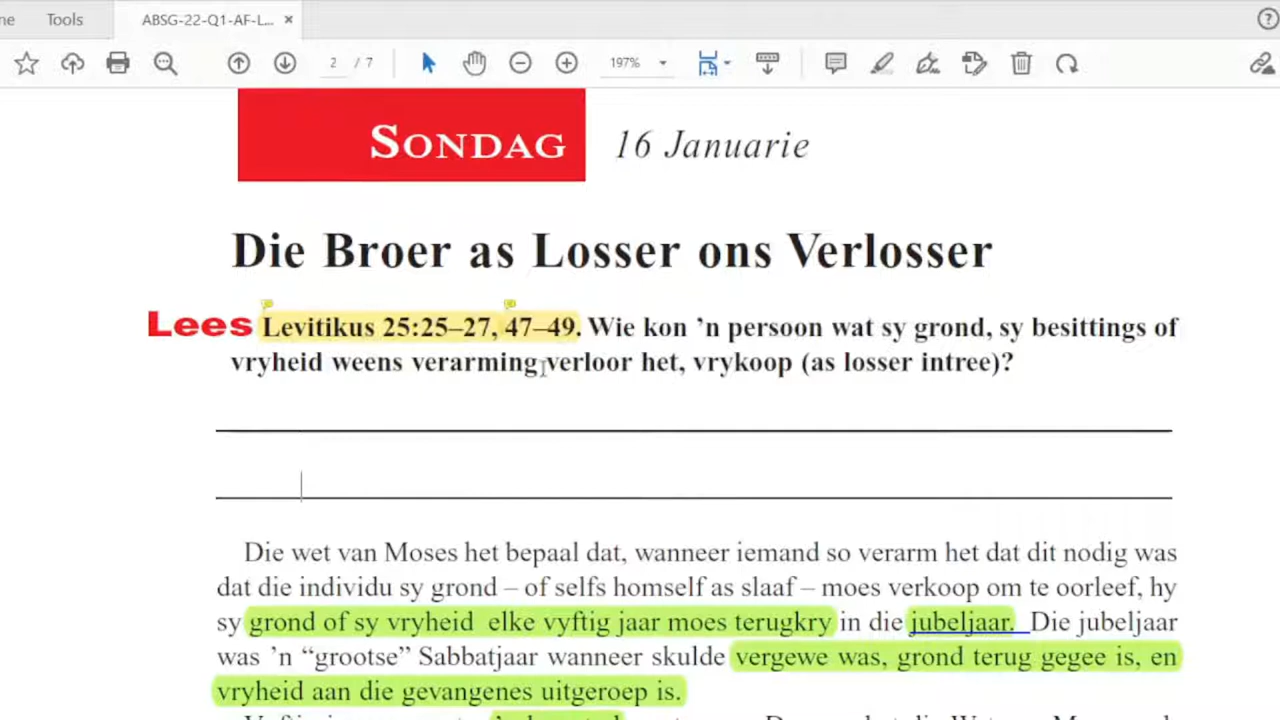 ne Tools ABSG-22-Q1-AF-L... ×
2 / 7 197%
SONDAG 16 Januarie
Die Broer as Losser ons Verlosser
Lees Levitikus 25:25–27, 47–49. Wie kon ’n persoon wat sy grond, sy besittings of
vryheid weens verarming verloor het, vrykoop (as losser intree)?
Die wet van Moses het bepaal dat, wanneer iemand so verarm het dat dit nodig was
dat die individu sy grond – of selfs homself as slaaf – moes verkoop om te oorleef, hy
sy grond of sy vryheid elke vyftig jaar moes terugkry in die jubeljaar. Die jubeljaar
was ’n “grootse” Sabbatjaar wanneer skulde vergewe was, grond terug gegee is, en
vryheid aan die gevangenes uitgeroep is.